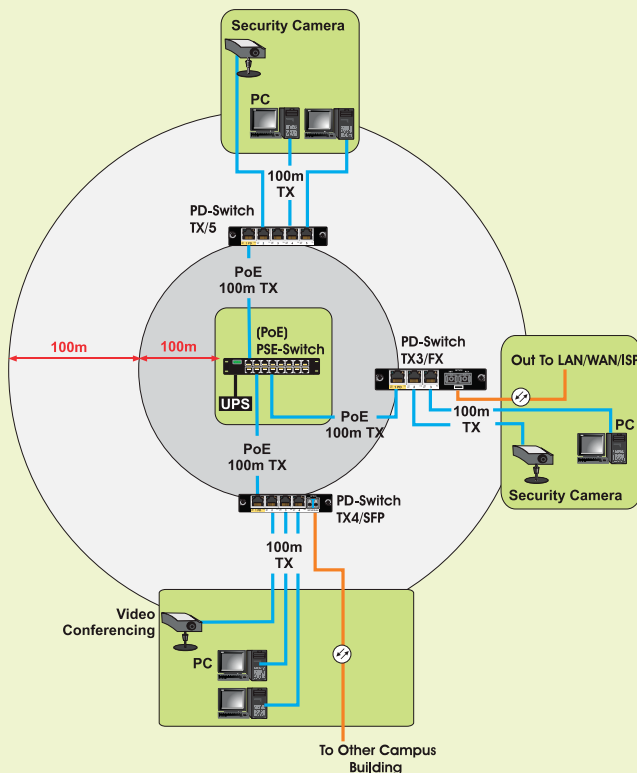 Security Camera
PC
100m
TX
PD-Switch
TX/5
PoE
100m TX
(PoE)
PSE-Switch
100m
100m
UPS
PD-Switch
TX3/FX
Out To LAN/WAN/ISP
PoE
100m TX
100m
TX
PC
Security Camera
PoE
100m TX
PD-Switch
TX4/SFP
100m
TX
Video
Conferencing
PC
To Other Campus
Building